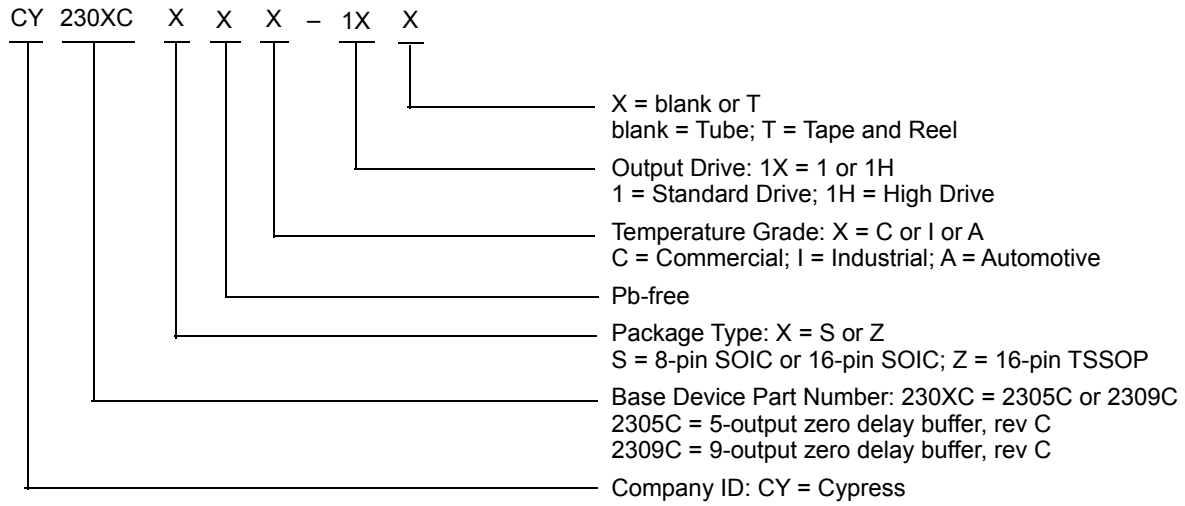 CY 230XC X X X – 1X X
X = blank or T
blank = Tube; T = Tape and Reel
Output Drive: 1X = 1 or 1H
1 = Standard Drive; 1H = High Drive
Temperature Grade: X = C or I or A
C = Commercial; I = Industrial; A = Automotive
Pb-free
Package Type: X = S or Z
S = 8-pin SOIC or 16-pin SOIC; Z = 16-pin TSSOP
Base Device Part Number: 230XC = 2305C or 2309C
2305C = 5-output zero delay buffer, rev C
2309C = 9-output zero delay buffer, rev C
Company ID: CY = Cypress